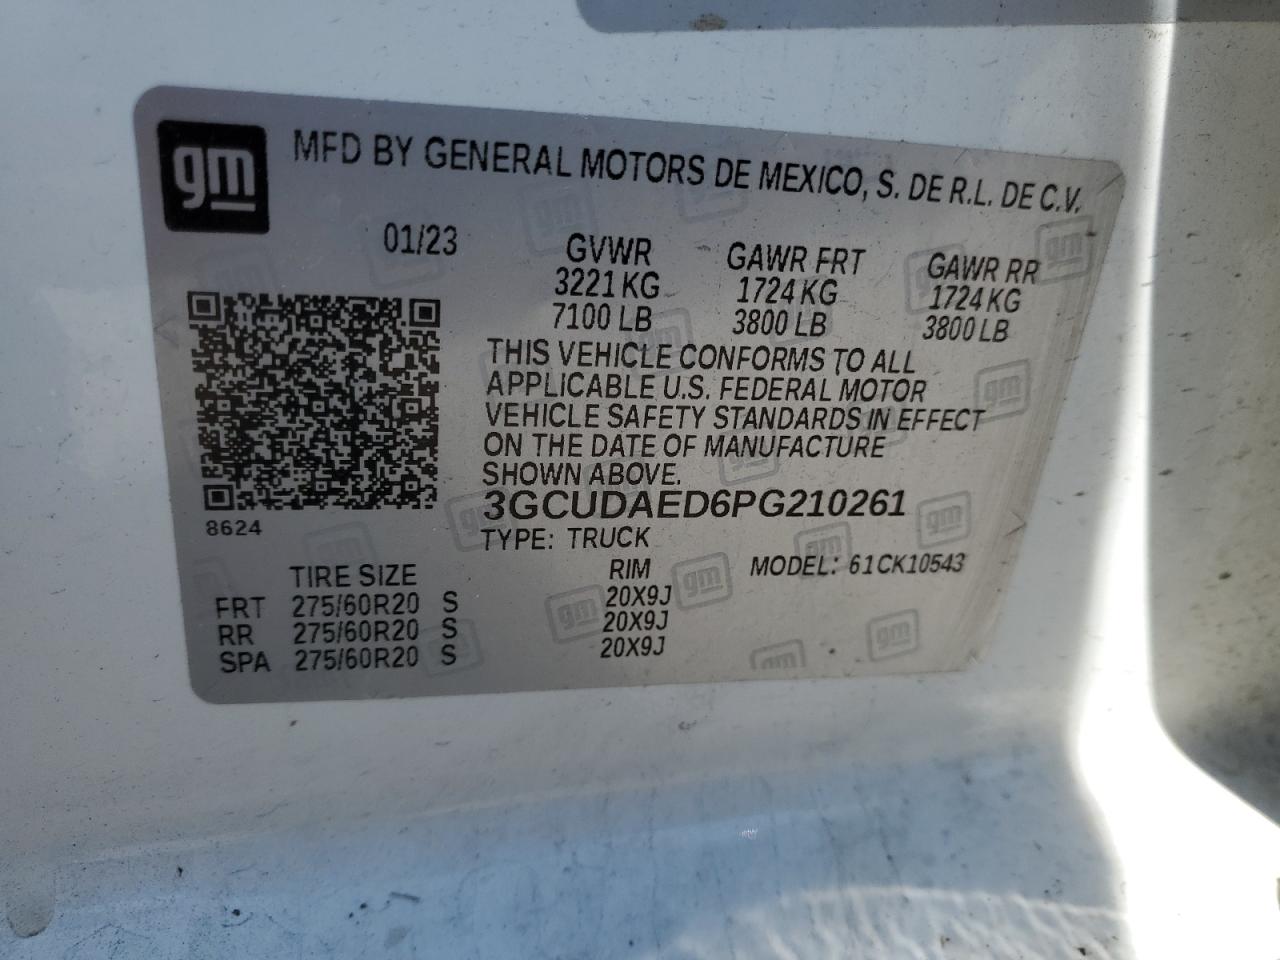 gm
MFD BY GENERAL MOTORS DE MEXICO, S. DE R.L. DE C.V.
01/23 GVWR GAWR FRT GAWR RR
3221 KG 1724 KG 1724 KG
7100 LB 3800 LB 3800 LB
THIS VEHICLE CONFORMS TO ALL
APPLICABLE U.S. FEDERAL MOTOR
VEHICLE SAFETY STANDARDS IN EFFECT
ON THE DATE OF MANUFACTURE
SHOWN ABOVE.
3GCUDAED6PG210261
8624
TYPE: TRUCK
MODEL: 61CK10543
TIRE SIZE RIM
FRT 275/60R20 S 20X9J
RR 275/60R20 S 20X9J
SPA 275/60R20 S 20X9J